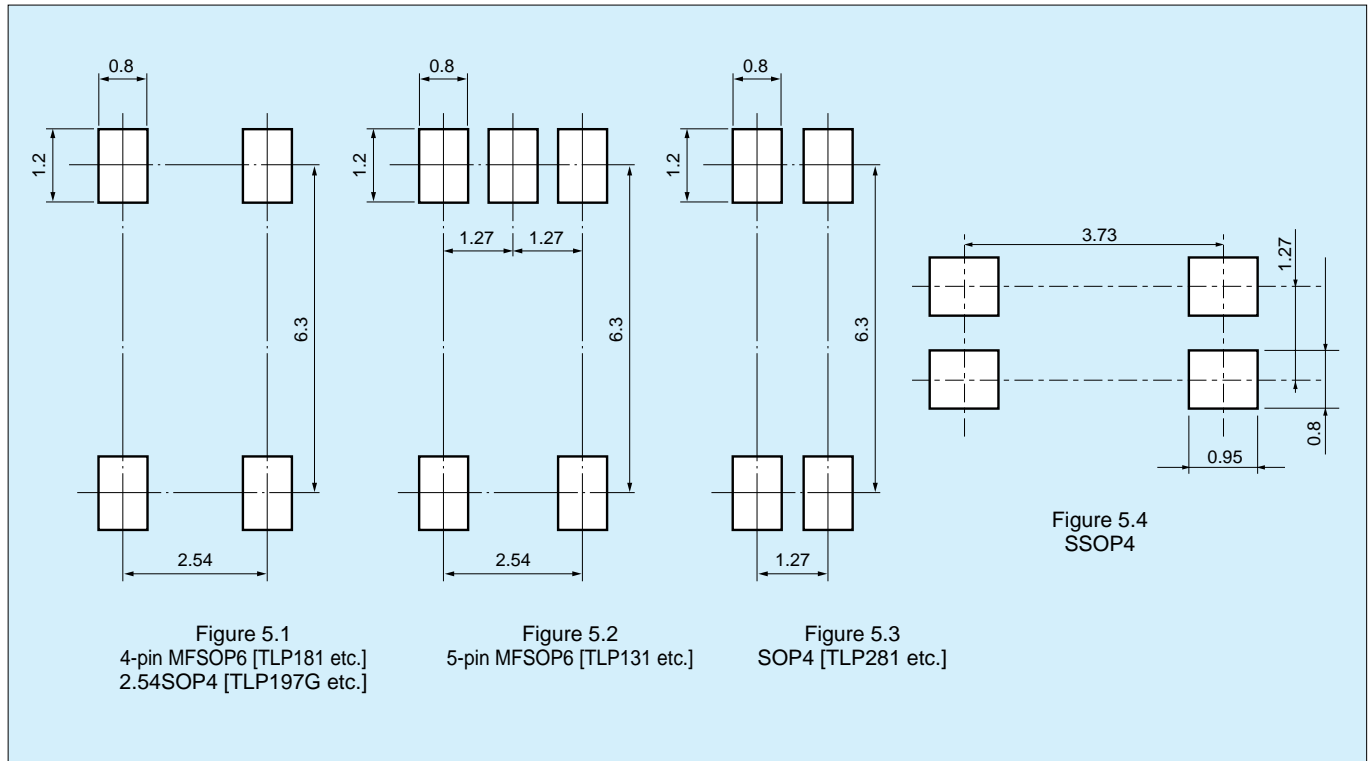 0.8
1.2
6.3
2.54
Figure 5.1
4-pin MFSOP6 [TLP181 etc.]
2.54SOP4 [TLP197G etc.]
0.8
1.2
1.27 1.27
6.3
2.54
Figure 5.2
5-pin MFSOP6 [TLP131 etc.]
0.8
1.2
6.3
1.27
Figure 5.3
SOP4 [TLP281 etc.]
3.73
1.27
0.8
0.95
Figure 5.4
SSOP4